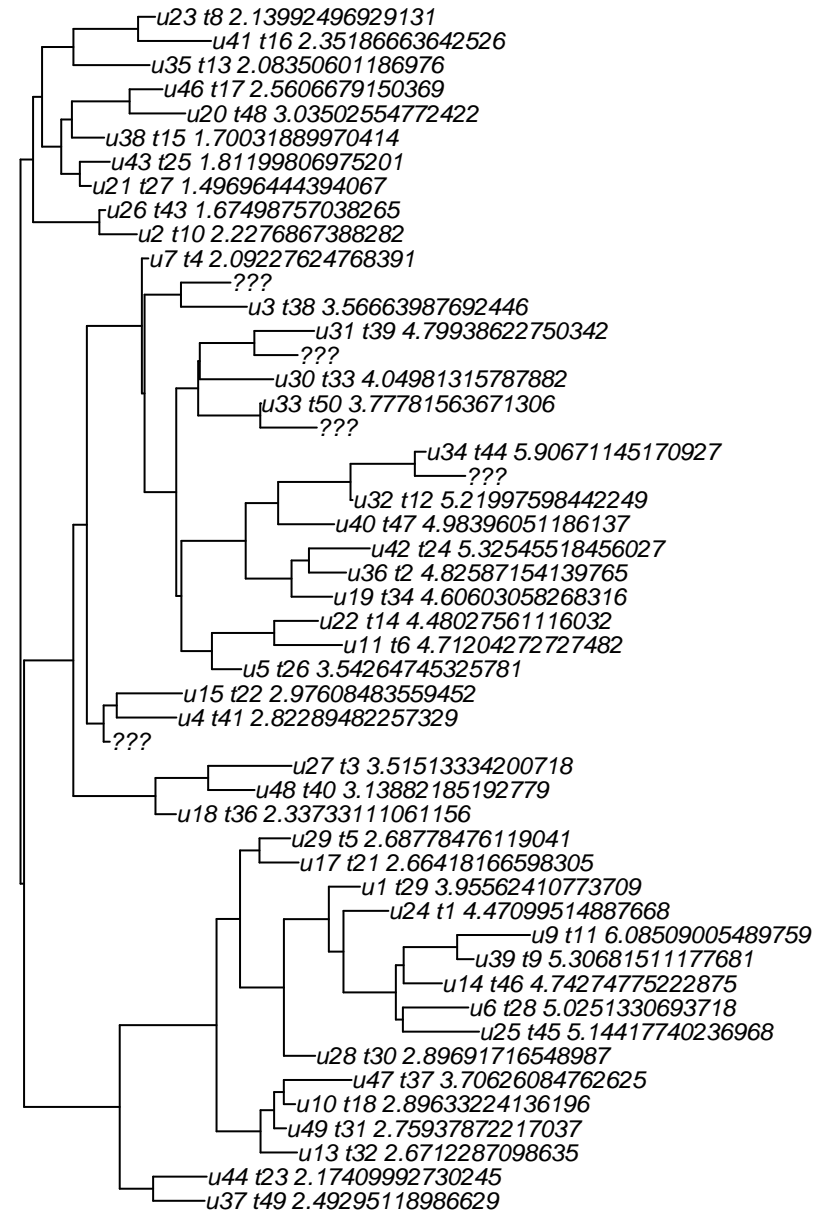 u23 t8 2.13992496929131
u41 t16 2.35186663642526
u35 t13 2.08350601186976
u46 t17 2.5606679150369
u20 t48 3.03502554772422
u38 t15 1.70031889970414
u43 t25 1.81199806975201
u21 t27 1.49696444394067
u26 t43 1.67498757038265
u2 t10 2.2276867388282
u7 t4 2.09227624768391
???
u3 t38 3.56663987692446
u31 t39 4.79938622750342
???
u30 t33 4.04981315787882
u33 t50 3.77781563671306
???
u34 t44 5.90671145170927
???
u32 t12 5.21997598442249
u40 t47 4.98396051186137
u42 t24 5.32545518456027
u36 t2 4.82587154139765
u19 t34 4.60603058268316
u22 t14 4.48027561116032
u11 t6 4.71204272727482
u5 t26 3.54264745325781
u15 t22 2.97608483559452
u4 t41 2.82289482257329
???
u27 t3 3.51513334200718
u48 t40 3.13882185192779
u18 t36 2.33733111061156
u29 t5 2.68778476119041
u17 t21 2.66418166598305
u1 t29 3.95562410773709
u24 t1 4.47099514887668
u9 t11 6.08509005489759
u39 t9 5.30681511177681
u14 t46 4.74274775222875
u6 t28 5.0251330693718
u25 t45 5.14417740236968
u28 t30 2.89691716548987
u47 t37 3.70626084762625
u10 t18 2.89633224136196
u49 t31 2.75937872217037
u13 t32 2.6712287098635
u44 t23 2.17409992730245
u37 t49 2.49295118986629